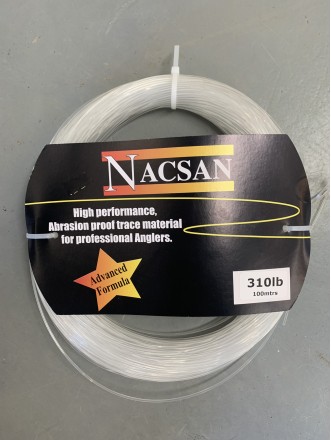 NACSAN
High performance,
Abrasion proof trace material
for professional Anglers.
Advanced
Formula
310lb
100mtrs